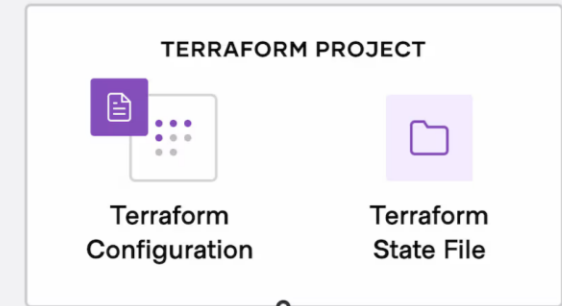 TERRAFORM PROJECT
Terraform
Configuration
Terraform
State File